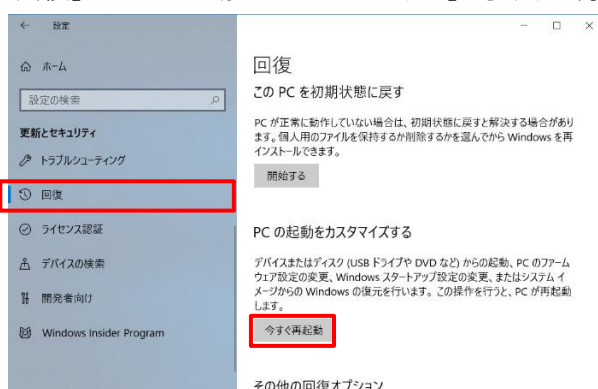 設定
ホーム
設定の検索
更新とセキュリティ
トラブルシューティング
回復
ライセンス認証
デバイスの検索
開発者向け
Windows Insider Program
回復
この PC を初期状態に戻す
PC が正常に動作していない場合は、初期状態に戻すと解決する場合があり
ます。個人用のファイルを保持するか削除するかを選んでから Windows を再
インストールできます。
開始する
PC の起動をカスタマイズする
デバイスまたはディスク (USB ドライブや DVD など) からの起動、PC のファーム
ウェア設定の変更、Windows スタートアップ設定の変更、またはシステム イ
メージからの Windows の復元を行います。この操作を行うと、PC が再起動
します。
今すぐ再起動
その他の回復オプション